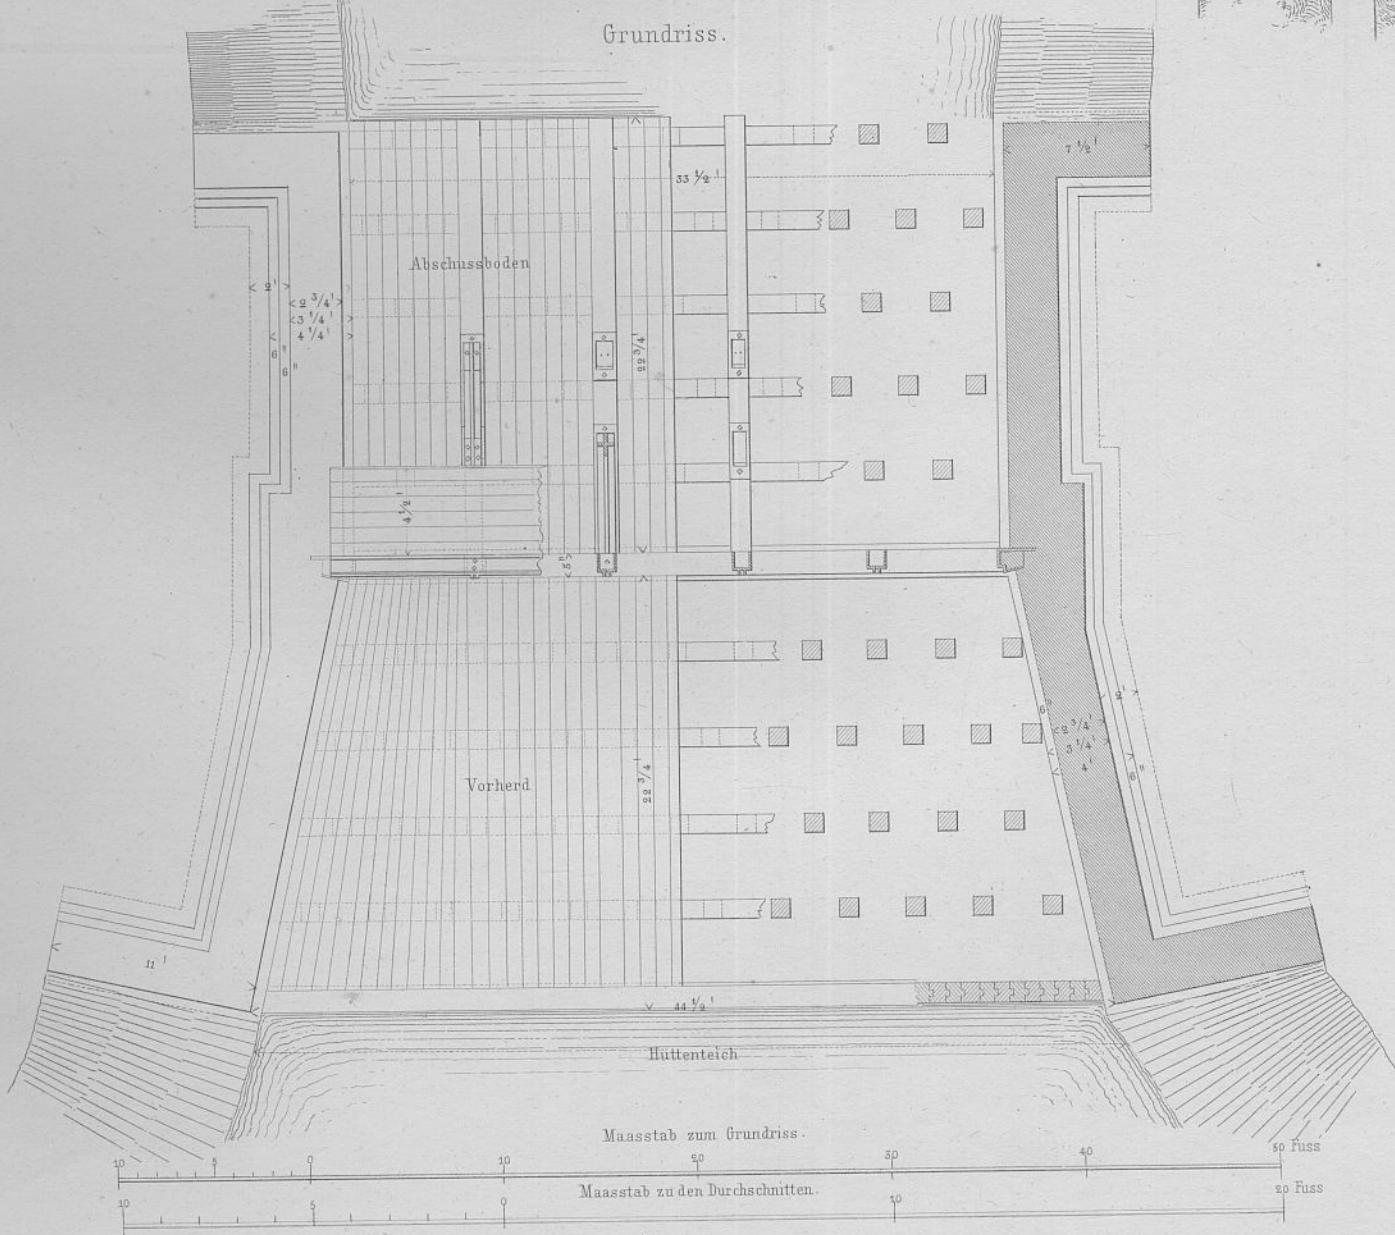 Grundriss.
7 ½'
33 ½'
Abschussboden
2'
2 ¾'
3 ¼'
4 ¼'
6"
6"
22 ¾'
4 ½'
5"
6"
2'
2 ¾'
3 ¼'
4'
6"
Vorherd
22 ¾'
11'
44 ½'
Hüttenteich
Maasstab zum Grundriss.
10 5 0 10 20 30 40 50 Fuss
Maasstab zu den Durchschnitten.
10 5 0 10 20 Fuss